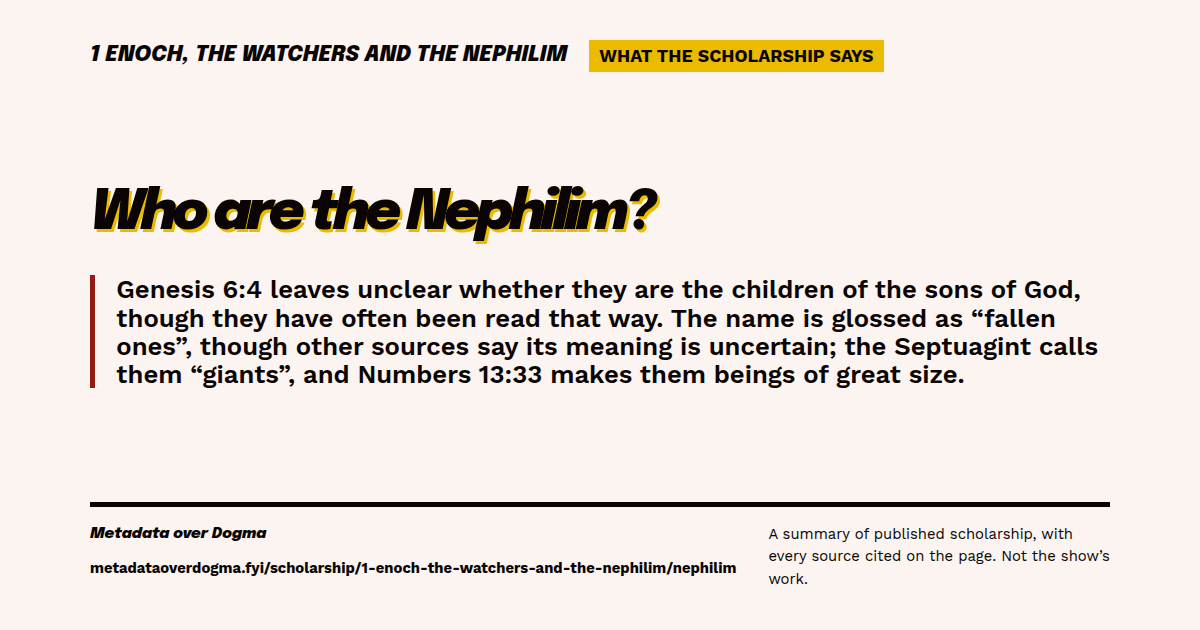 1 ENOCH, THE WATCHERS AND THE NEPHILIM
WHAT THE SCHOLARSHIP SAYS
Who are the Nephilim?
Genesis 6:4 leaves unclear whether they are the children of the sons of God,
though they have often been read that way. The name is glossed as “fallen
ones”, though other sources say its meaning is uncertain; the Septuagint calls
them “giants”, and Numbers 13:33 makes them beings of great size.
Metadata over Dogma
metadataoverdogma.fyi/scholarship/1-enoch-the-watchers-and-the-nephilim/nephilim
A summary of published scholarship, with
every source cited on the page. Not the show’s
work.